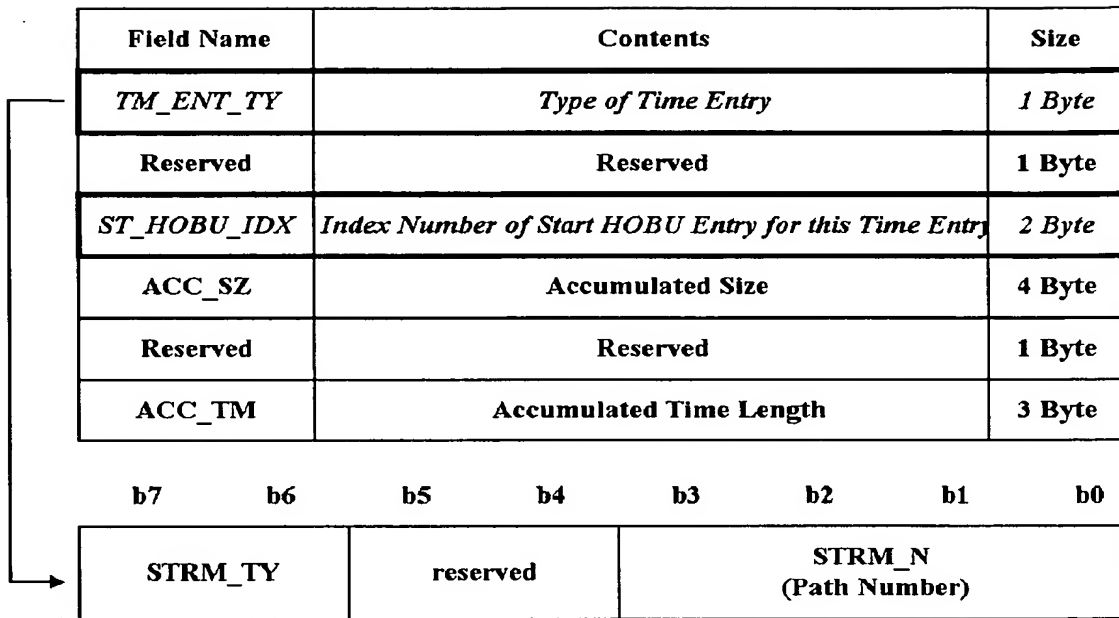 Field Name Contents Size
TM_ENT_TY Type of Time Entry 1 Byte
Reserved Reserved 1 Byte
ST_HOBU_IDX Index Number of Start HOBU Entry for this Time Entry 2 Byte
ACC_SZ Accumulated Size 4 Byte
Reserved Reserved 1 Byte
ACC_TM Accumulated Time Length 3 Byte
b7 b6 b5 b4 b3 b2 b1 b0
STRM_TY reserved STRM_N
(Path Number)